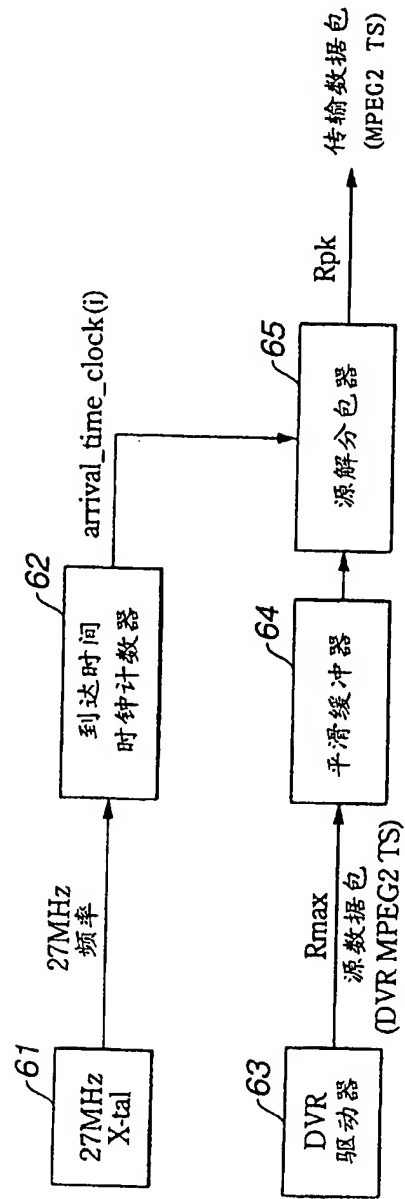 61
27MHz
X-tal
27MHz
频率
62
到达时间
时钟计数器
arrival_time_clock(i)
63
DVR
驱动器
Rmax
源数据包
(DVR MPEG2 TS)
64
平滑缓冲器
65
源解分包器
Rpk
传输数据包
(MPEG2 TS)